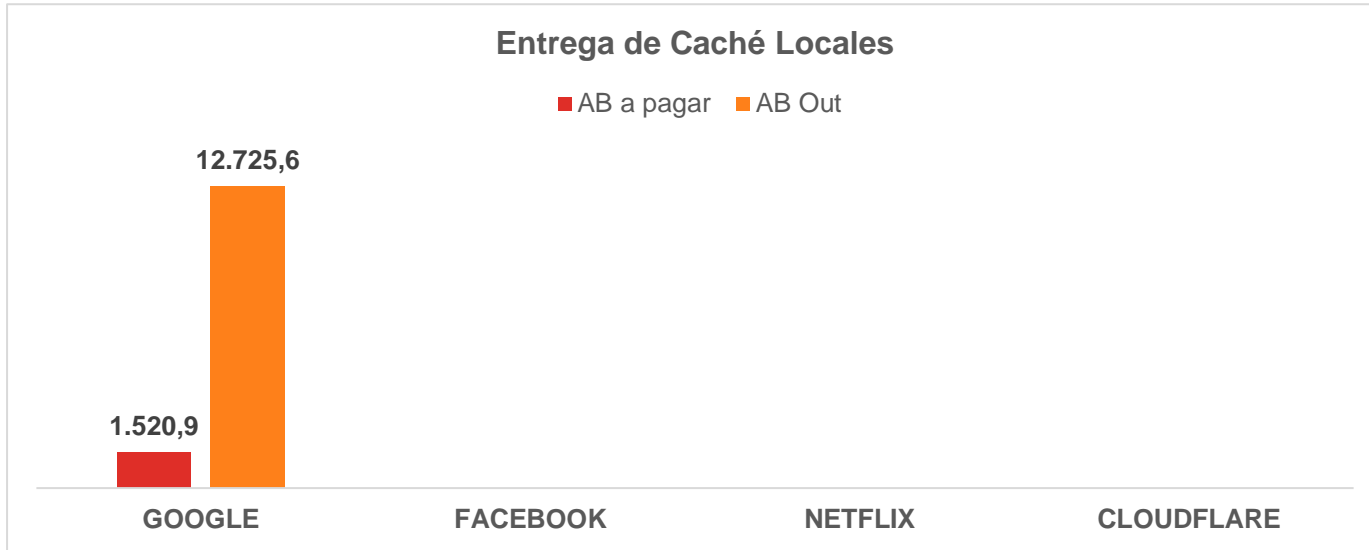 Entrega de Caché Locales
AB a pagar AB Out
12.725,6
1.520,9
GOOGLE FACEBOOK NETFLIX CLOUDFLARE